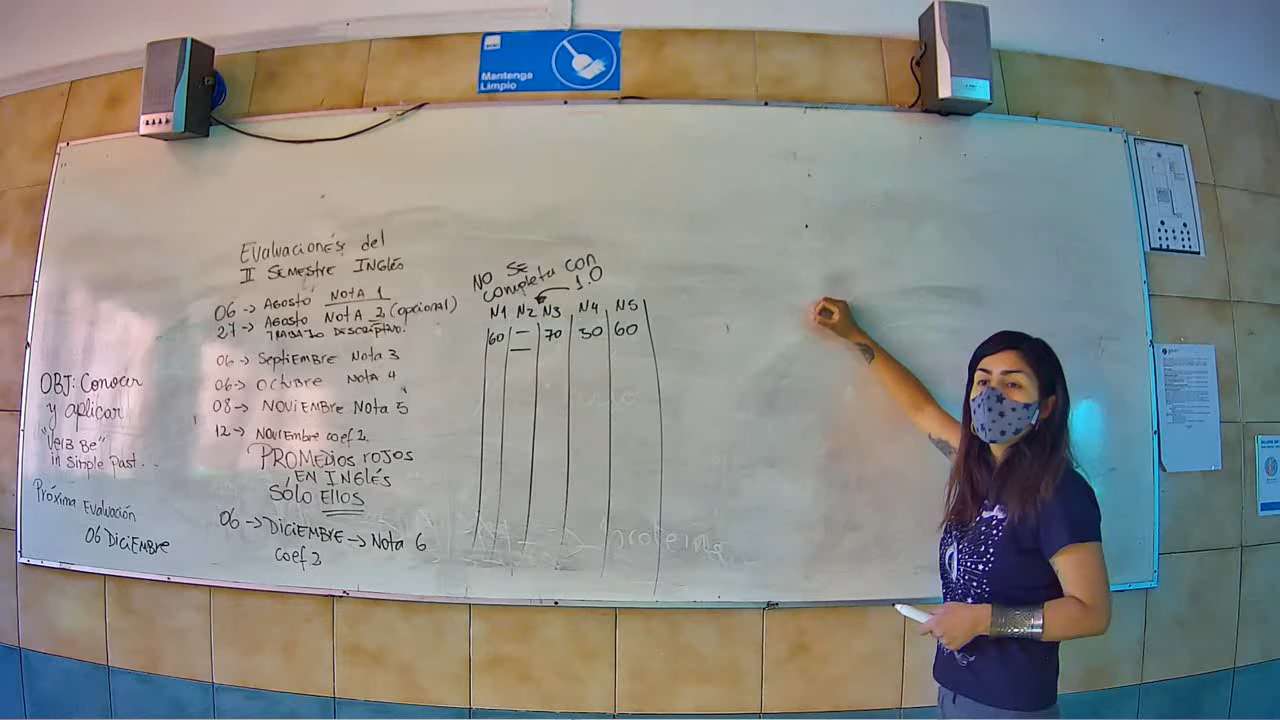 Mantenga
Limpio
Evaluaciones del
II SEMESTRE INGLÉS
06 -> AGOSTO NOTA 1
27 -> AGOSTO NOTA 2 (opcional)
TRABAJO DESCRIPTIVO.
06 -> Septiembre Nota 3
06 -> Octubre Nota 4
08 -> NOVIEMBRE Nota 5
12 -> Noviembre coef 2.
PROMEDIOS ROJOS
EN INGLÉS
SÓLO Ellos
06 -> DICIEMBRE -> Nota 6
coef 2
OBJ: Conocer
y aplicar
"Verb Be"
in Simple Past...
Próxima Evaluación
06 DICIEMBRE
NO SE
completa con
1.0
N1 N2 N3 N4 N5
60 — 70 50 60
proteina